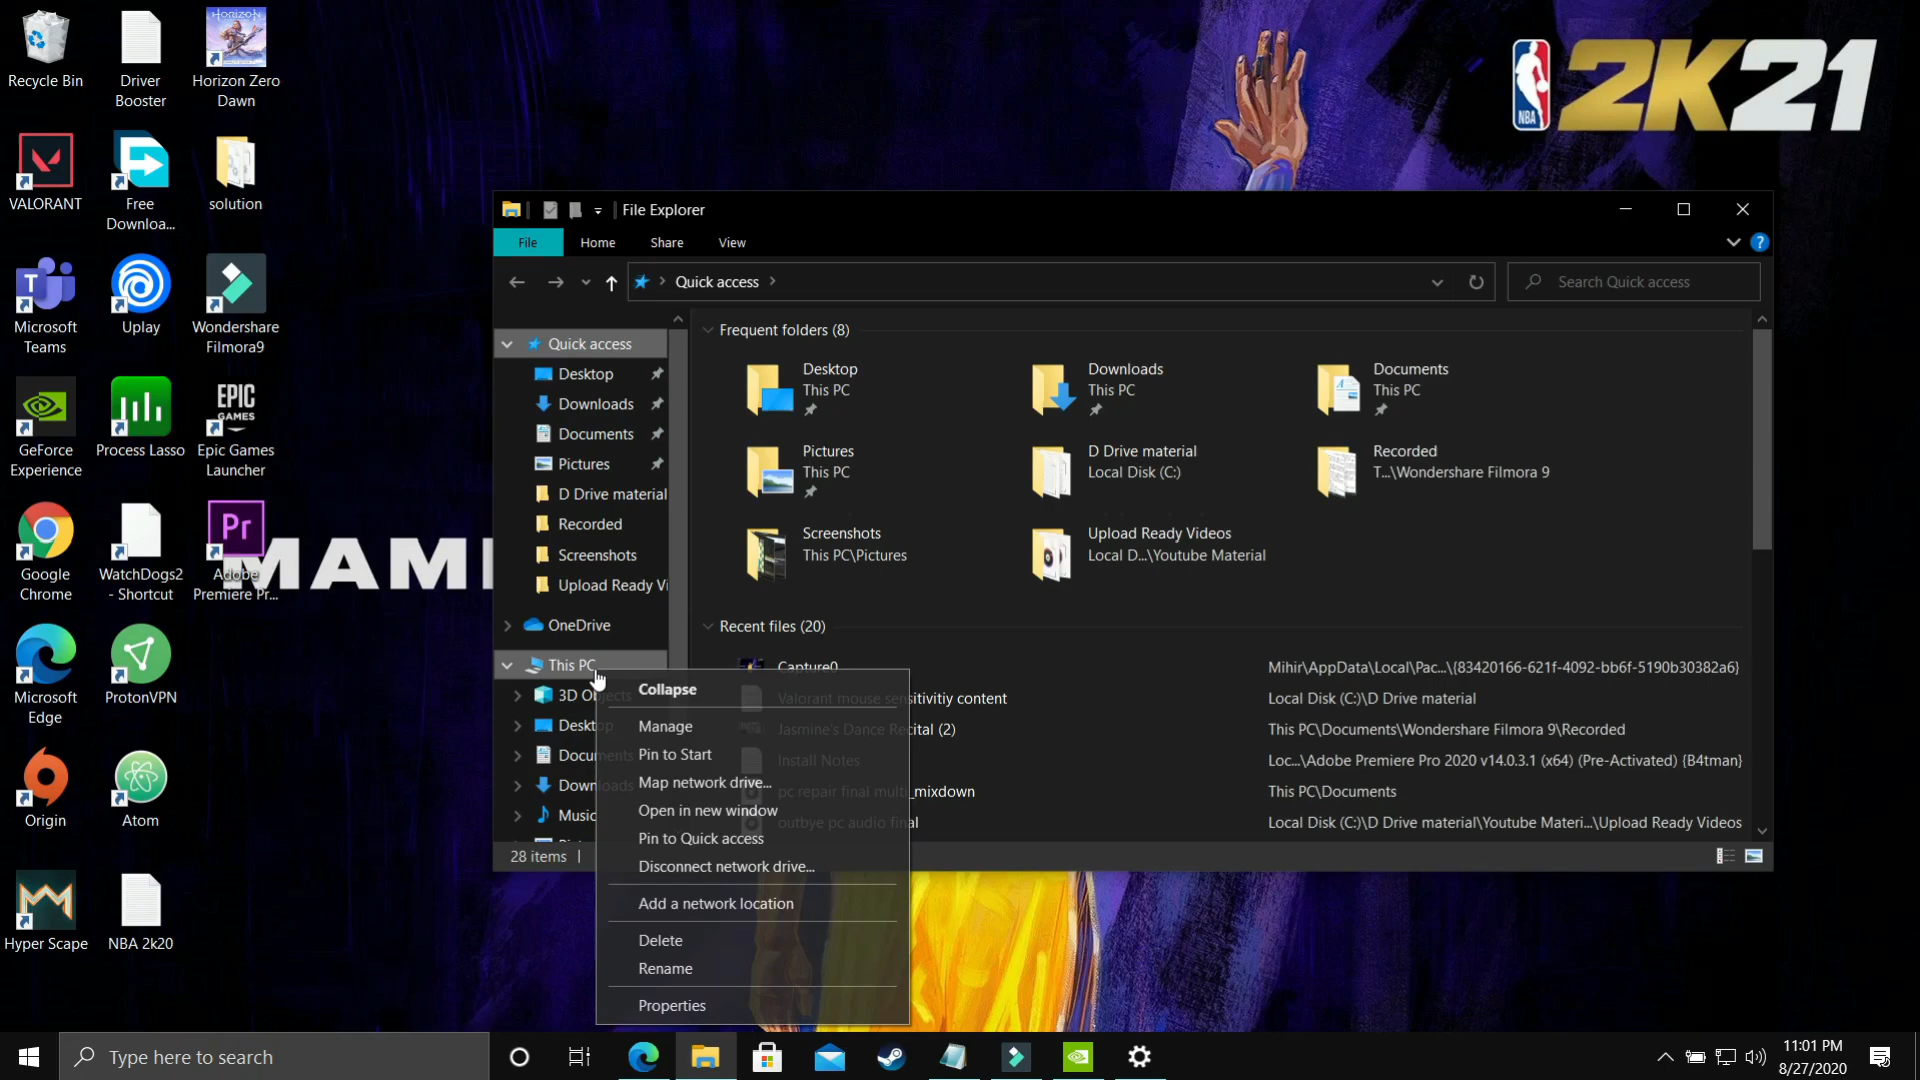 Recycle Bin
Driver
Booster
Horizon Zero
Dawn
HORIZON
VALORANT
Free
Downloa...
solution
Microsoft
Teams
Uplay
Wondershare
Filmora9
GeForce
Experience
Process Lasso
EPIC
GAMES
Epic Games
Launcher
Google
Chrome
WatchDogs2
- Shortcut
Pr
Adobe
Premiere Pr...
MAM
Microsoft
Edge
ProtonVPN
Origin
Atom
Hyper Scape
NBA 2k20
NBA
2K21
File Explorer
File
Home
Share
View
Quick access
Search Quick access
Quick access
Desktop
Downloads
Documents
Pictures
D Drive material
Recorded
Screenshots
Upload Ready Vi
OneDrive
This PC
3D Objects
Desktop
Documents
Downloads
Music
28 items
Frequent folders (8)
Desktop
This PC
Downloads
This PC
Documents
This PC
Pictures
This PC
D Drive material
Local Disk (C:)
Recorded
T...\Wondershare Filmora 9
Screenshots
This PC\Pictures
Upload Ready Videos
Local D...\Youtube Material
Recent files (20)
Capture0
Mihir\AppData\Local\Pac...\{83420166-621f-4092-bb6f-5190b30382a6}
Valorant mouse sensitivitiy content
Local Disk (C:)\D Drive material
Jasmine's Dance Recital (2)
This PC\Documents\Wondershare Filmora 9\Recorded
Install Notes
Loc...\Adobe Premiere Pro 2020 v14.0.3.1 (x64) (Pre-Activated) {B4tman}
pc repair final multi_mixdown
This PC\Documents
outbye pc audio final
Local Disk (C:)\D Drive material\Youtube Materi...\Upload Ready Videos
Collapse
Manage
Pin to Start
Map network drive...
Open in new window
Pin to Quick access
Disconnect network drive...
Add a network location
Delete
Rename
Properties
Type here to search
11:01 PM
8/27/2020